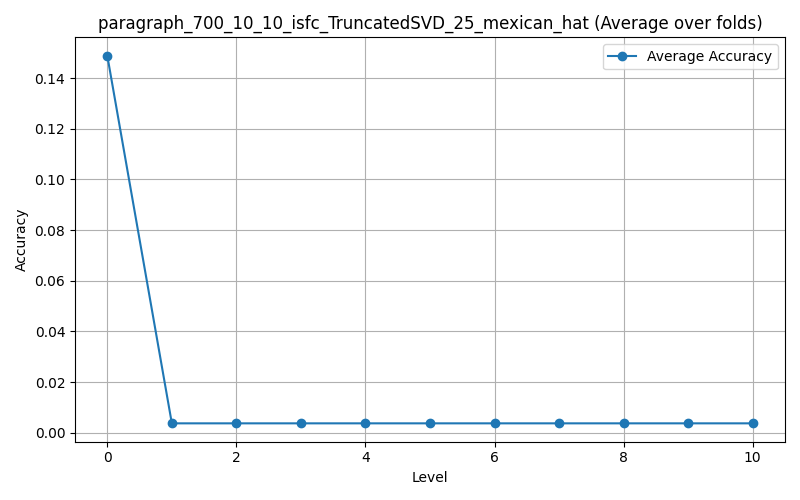 paragraph_700_10_10_isfc_TruncatedSVD_25_mexican_hat (Average over folds)
Average Accuracy
0.14
0.12
0.10
0.08
0.06
0.04
0.02
0.00
Accuracy
0 2 4 6 8 10
Level